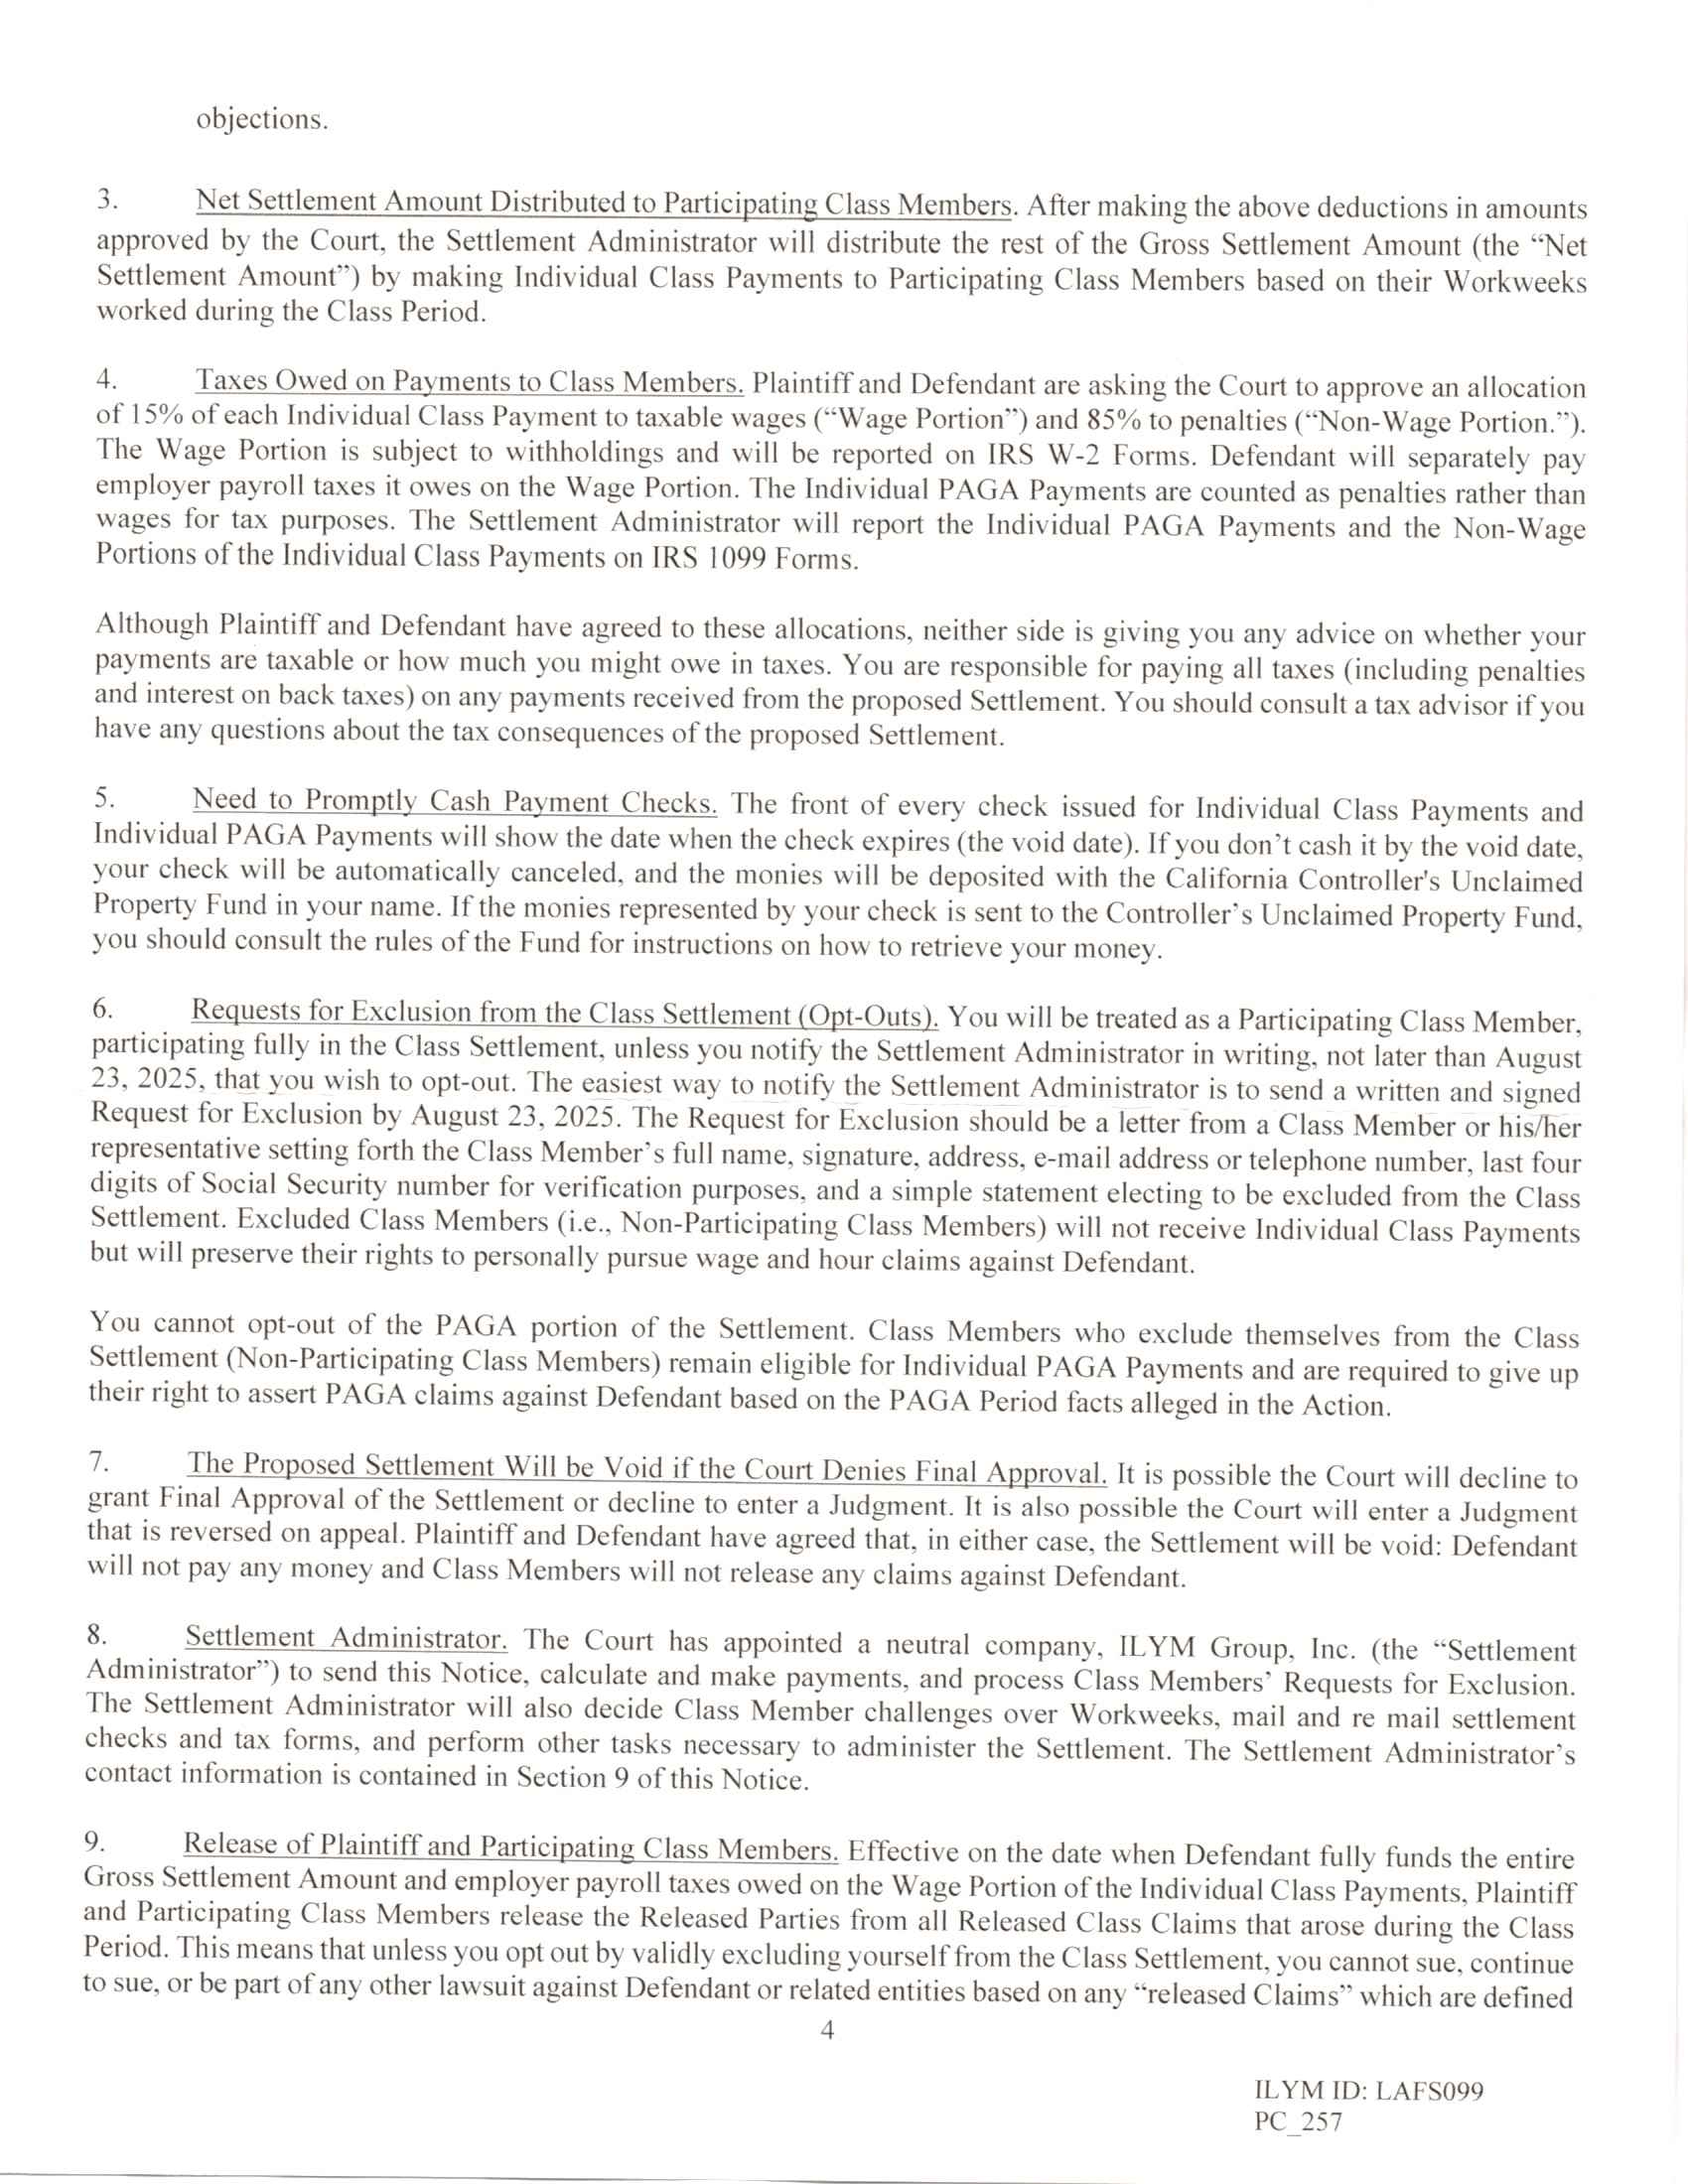 objections.
3. Net Settlement Amount Distributed to Participating Class Members. After making the above deductions in amounts
approved by the Court, the Settlement Administrator will distribute the rest of the Gross Settlement Amount (the “Net
Settlement Amount”) by making Individual Class Payments to Participating Class Members based on their Workweeks
worked during the Class Period.
4. Taxes Owed on Payments to Class Members. Plaintiff and Defendant are asking the Court to approve an allocation
of 15% of each Individual Class Payment to taxable wages (“Wage Portion”) and 85% to penalties (“Non-Wage Portion.”).
The Wage Portion is subject to withholdings and will be reported on IRS W-2 Forms. Defendant will separately pay
employer payroll taxes it owes on the Wage Portion. The Individual PAGA Payments are counted as penalties rather than
wages for tax purposes. The Settlement Administrator will report the Individual PAGA Payments and the Non-Wage
Portions of the Individual Class Payments on IRS 1099 Forms.
Although Plaintiff and Defendant have agreed to these allocations, neither side is giving you any advice on whether your
payments are taxable or how much you might owe in taxes. You are responsible for paying all taxes (including penalties
and interest on back taxes) on any payments received from the proposed Settlement. You should consult a tax advisor if you
have any questions about the tax consequences of the proposed Settlement.
5. Need to Promptly Cash Payment Checks. The front of every check issued for Individual Class Payments and
Individual PAGA Payments will show the date when the check expires (the void date). If you don’t cash it by the void date,
your check will be automatically canceled, and the monies will be deposited with the California Controller's Unclaimed
Property Fund in your name. If the monies represented by your check is sent to the Controller’s Unclaimed Property Fund,
you should consult the rules of the Fund for instructions on how to retrieve your money.
6. Requests for Exclusion from the Class Settlement (Opt-Outs). You will be treated as a Participating Class Member,
participating fully in the Class Settlement, unless you notify the Settlement Administrator in writing, not later than August
23, 2025, that you wish to opt-out. The easiest way to notify the Settlement Administrator is to send a written and signed
Request for Exclusion by August 23, 2025. The Request for Exclusion should be a letter from a Class Member or his/her
representative setting forth the Class Member’s full name, signature, address, e-mail address or telephone number, last four
digits of Social Security number for verification purposes, and a simple statement electing to be excluded from the Class
Settlement. Excluded Class Members (i.e., Non-Participating Class Members) will not receive Individual Class Payments
but will preserve their rights to personally pursue wage and hour claims against Defendant.
You cannot opt-out of the PAGA portion of the Settlement. Class Members who exclude themselves from the Class
Settlement (Non-Participating Class Members) remain eligible for Individual PAGA Payments and are required to give up
their right to assert PAGA claims against Defendant based on the PAGA Period facts alleged in the Action.
7. The Proposed Settlement Will be Void if the Court Denies Final Approval. It is possible the Court will decline to
grant Final Approval of the Settlement or decline to enter a Judgment. It is also possible the Court will enter a Judgment
that is reversed on appeal. Plaintiff and Defendant have agreed that, in either case, the Settlement will be void: Defendant
will not pay any money and Class Members will not release any claims against Defendant.
8. Settlement Administrator. The Court has appointed a neutral company, ILYM Group, Inc. (the “Settlement
Administrator”) to send this Notice, calculate and make payments, and process Class Members’ Requests for Exclusion.
The Settlement Administrator will also decide Class Member challenges over Workweeks, mail and re mail settlement
checks and tax forms, and perform other tasks necessary to administer the Settlement. The Settlement Administrator’s
contact information is contained in Section 9 of this Notice.
9. Release of Plaintiff and Participating Class Members. Effective on the date when Defendant fully funds the entire
Gross Settlement Amount and employer payroll taxes owed on the Wage Portion of the Individual Class Payments, Plaintiff
and Participating Class Members release the Released Parties from all Released Class Claims that arose during the Class
Period. This means that unless you opt out by validly excluding yourself from the Class Settlement, you cannot sue, continue
to sue, or be part of any other lawsuit against Defendant or related entities based on any “released Claims” which are defined
4
ILYM ID: LAFS099
PC_257